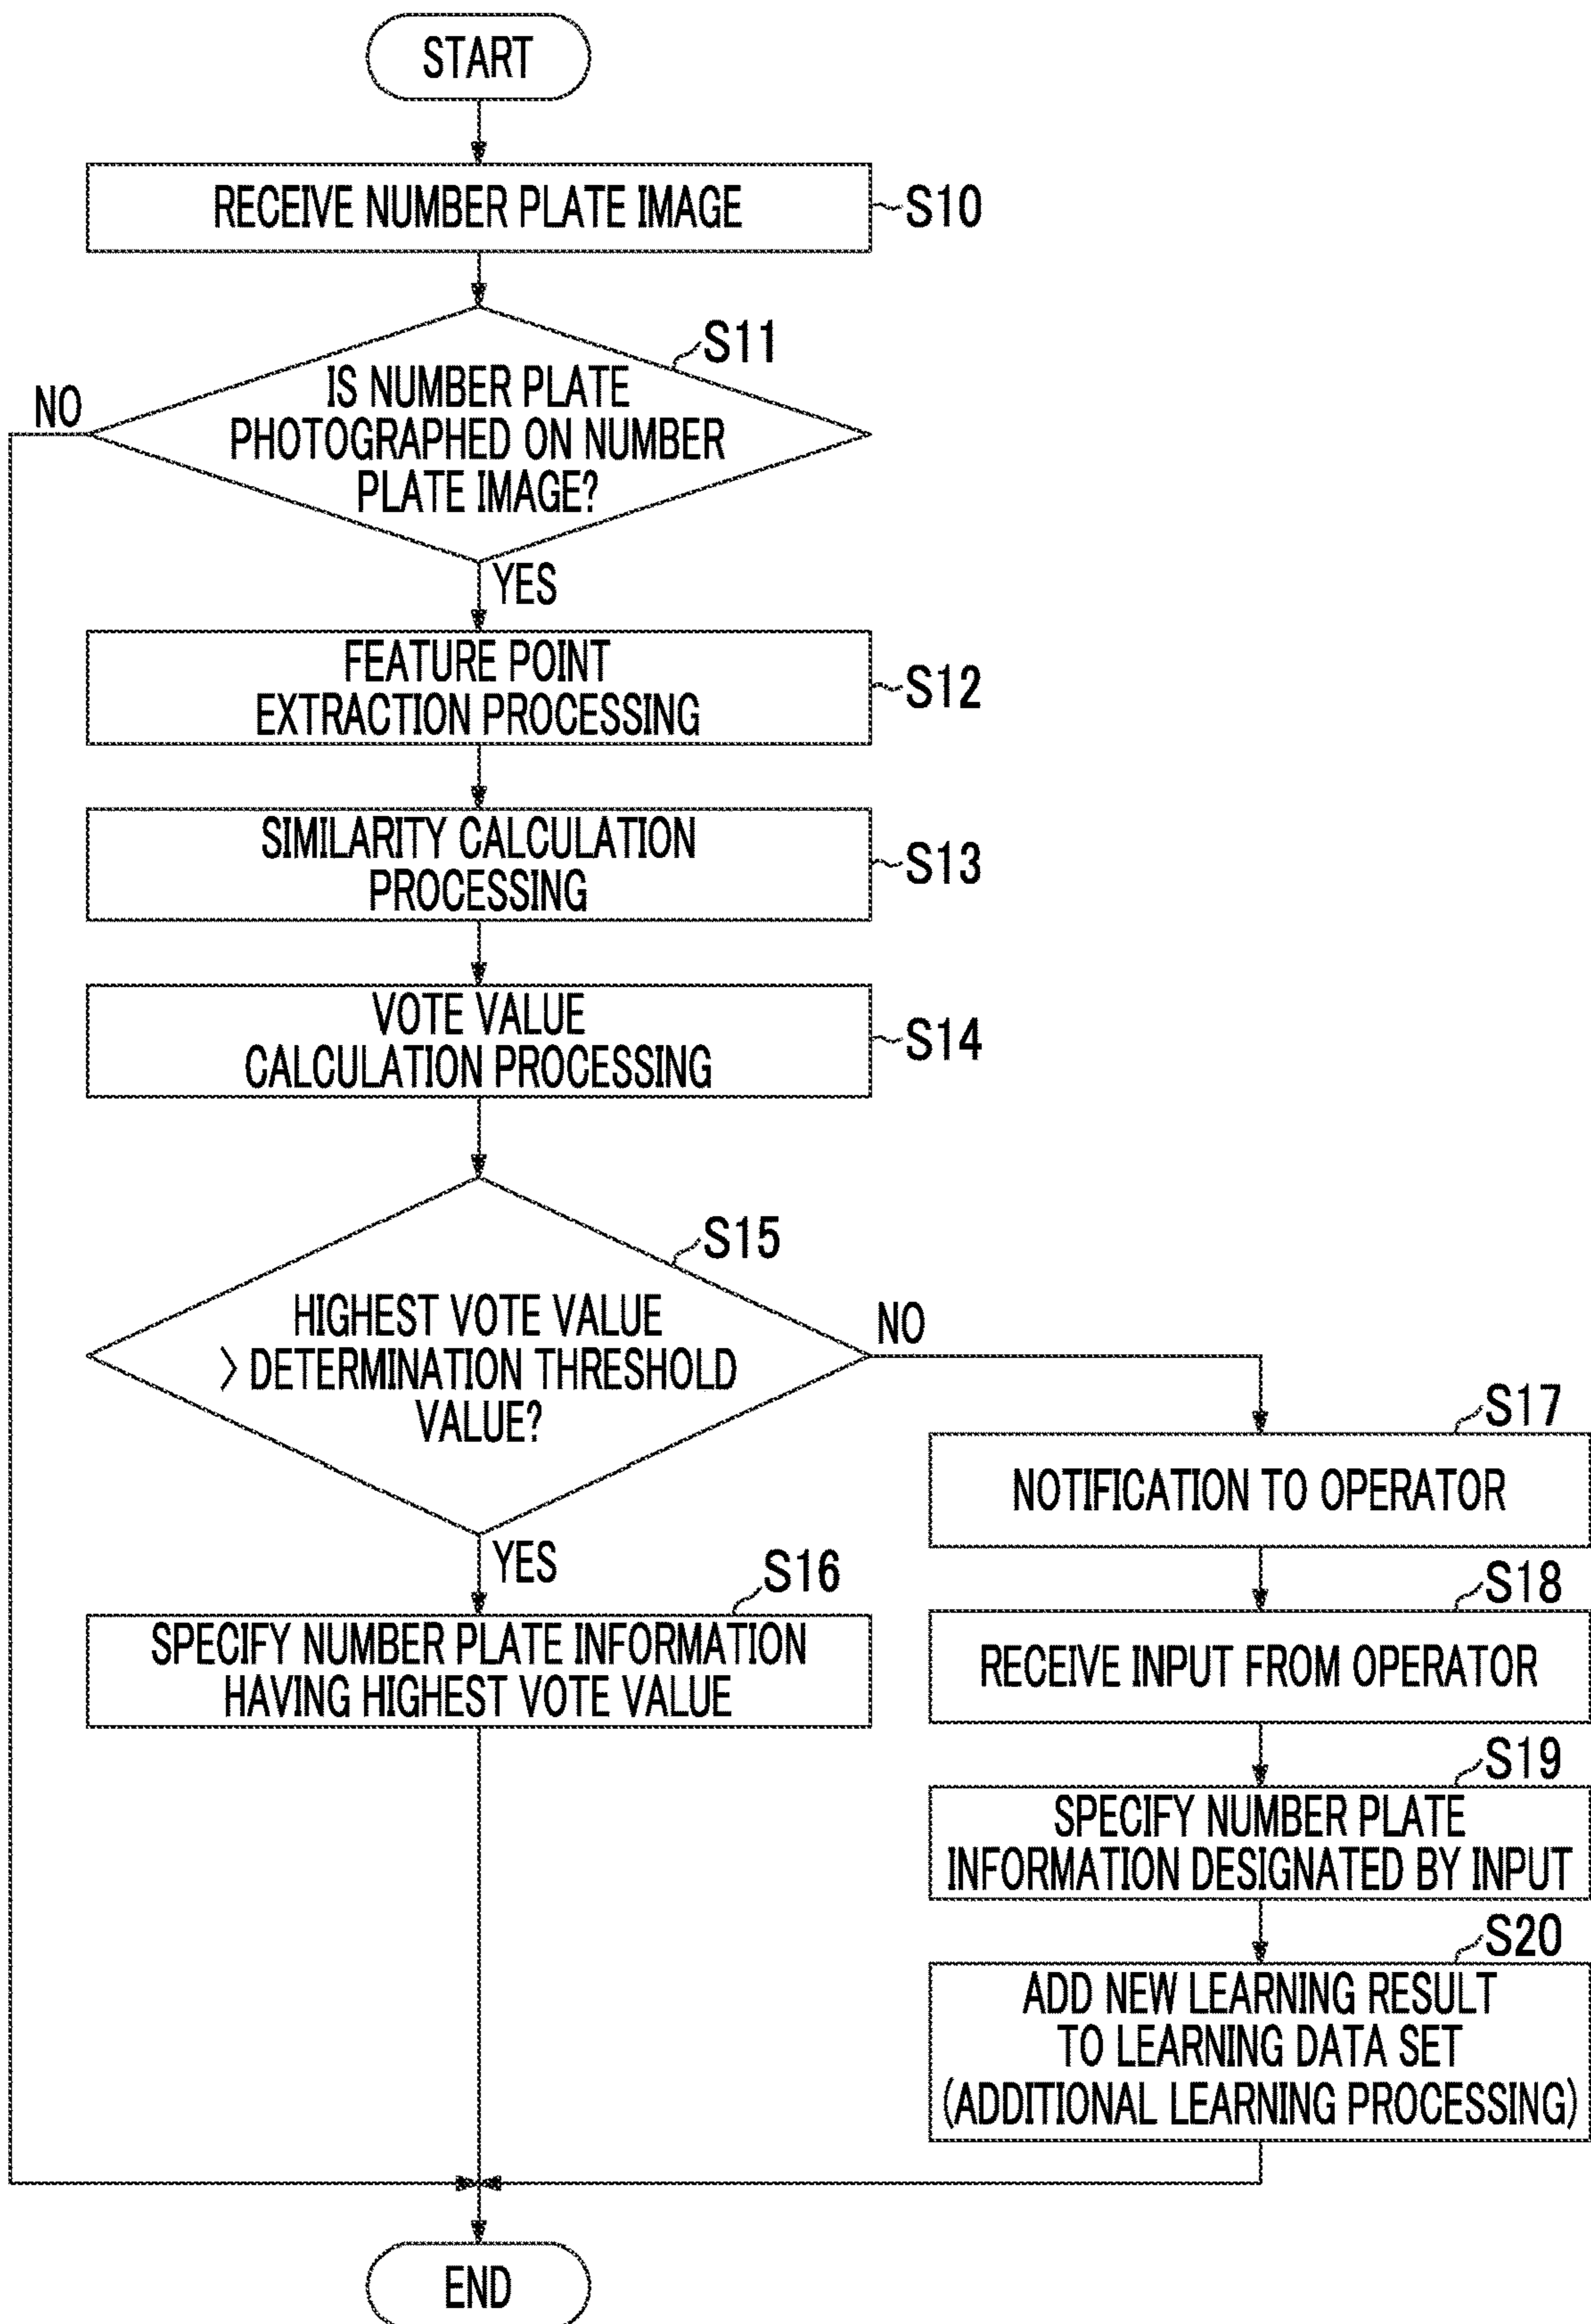 START
RECEIVE NUMBER PLATE IMAGE
S10
S11
IS NUMBER PLATE
PHOTOGRAPHED ON NUMBER
PLATE IMAGE?
NO
YES
FEATURE POINT
EXTRACTION PROCESSING
S12
SIMILARITY CALCULATION
PROCESSING
S13
VOTE VALUE
CALCULATION PROCESSING
S14
S15
HIGHEST VOTE VALUE
> DETERMINATION THRESHOLD
VALUE?
NO
YES
S16
SPECIFY NUMBER PLATE INFORMATION
HAVING HIGHEST VOTE VALUE
S17
NOTIFICATION TO OPERATOR
S18
RECEIVE INPUT FROM OPERATOR
S19
SPECIFY NUMBER PLATE
INFORMATION DESIGNATED BY INPUT
S20
ADD NEW LEARNING RESULT
TO LEARNING DATA SET
(ADDITIONAL LEARNING PROCESSING)
END